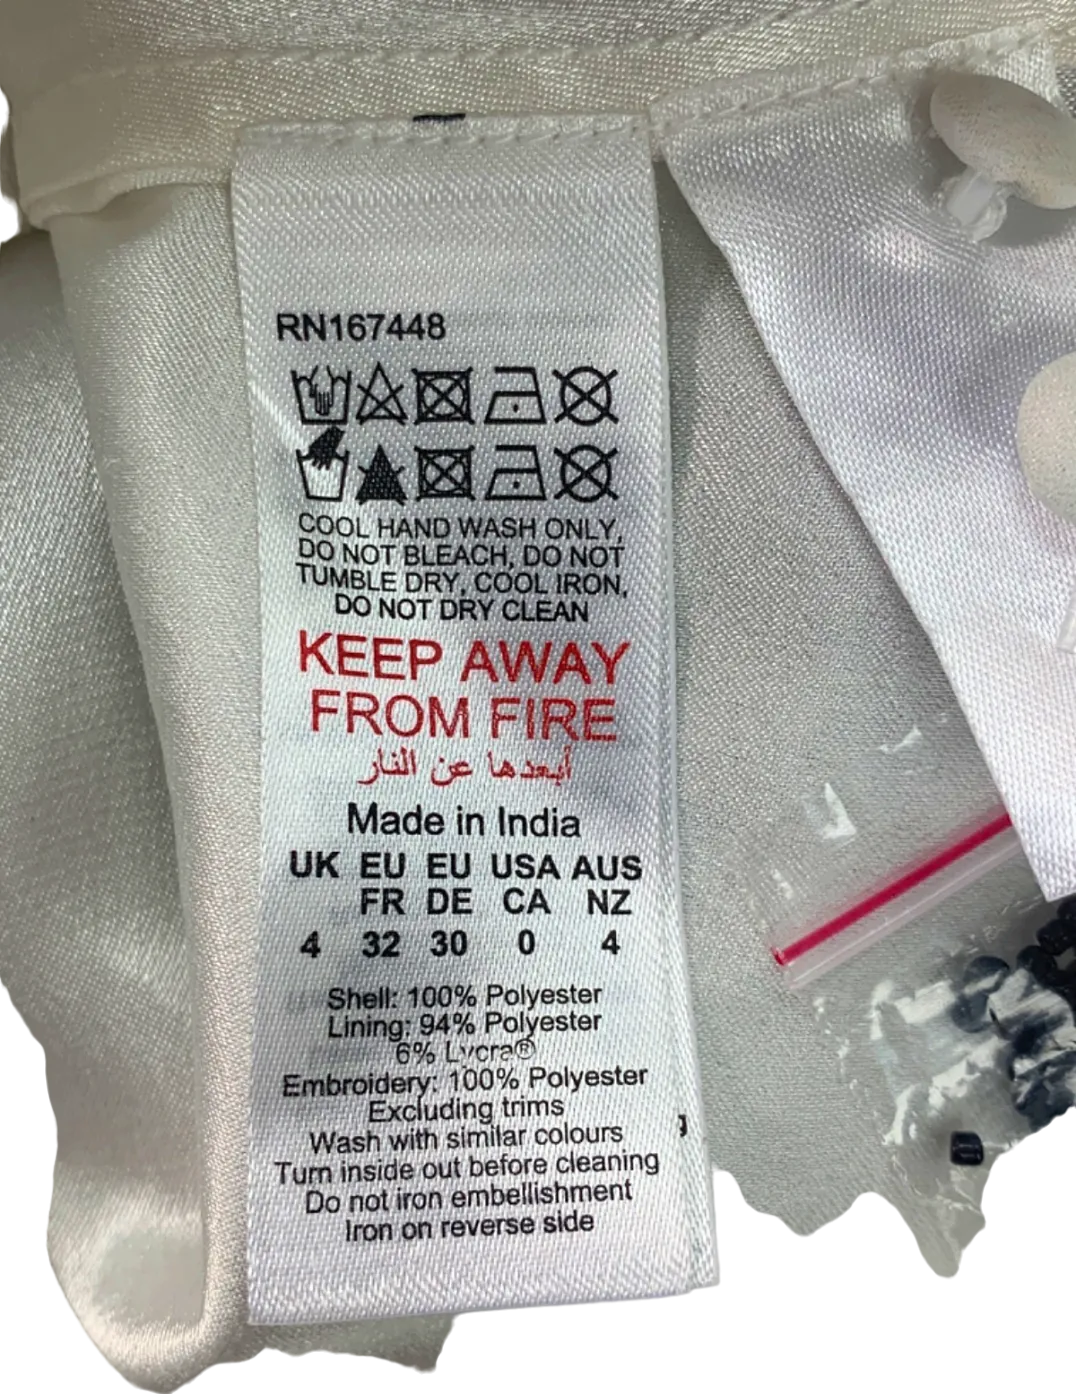 RN167448
COOL HAND WASH ONLY,
DO NOT BLEACH, DO NOT
TUMBLE DRY, COOL IRON,
DO NOT DRY CLEAN
KEEP AWAY
FROM FIRE
أبعدها عن النار
Made in India
UK EU EU USA AUS
FR DE CA NZ
4 32 30 0 4
Shell: 100% Polyester
Lining: 94% Polyester
6% Lycra®
Embroidery: 100% Polyester
Excluding trims
Wash with similar colours
Turn inside out before cleaning
Do not iron embellishment
Iron on reverse side